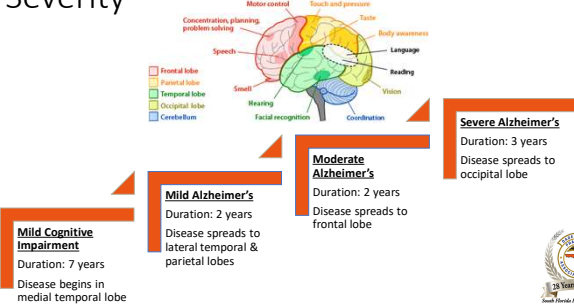 Severity
Motor control
Touch and pressure
Concentration, planning,
problem solving
Taste
Body awareness
Speech
Language
Reading
Frontal lobe
Parietal lobe
Temporal lobe
Occipital lobe
Cerebellum
Smell
Vision
Hearing
Facial recognition
Coordination
Mild Cognitive
Impairment
Duration: 7 years
Disease begins in
medial temporal lobe
Mild Alzheimer's
Duration: 2 years
Disease spreads to
lateral temporal &
parietal lobes
Moderate
Alzheimer's
Duration: 2 years
Disease spreads to
frontal lobe
Severe Alzheimer's
Duration: 3 years
Disease spreads to
occipital lobe
28 Year
South Florida